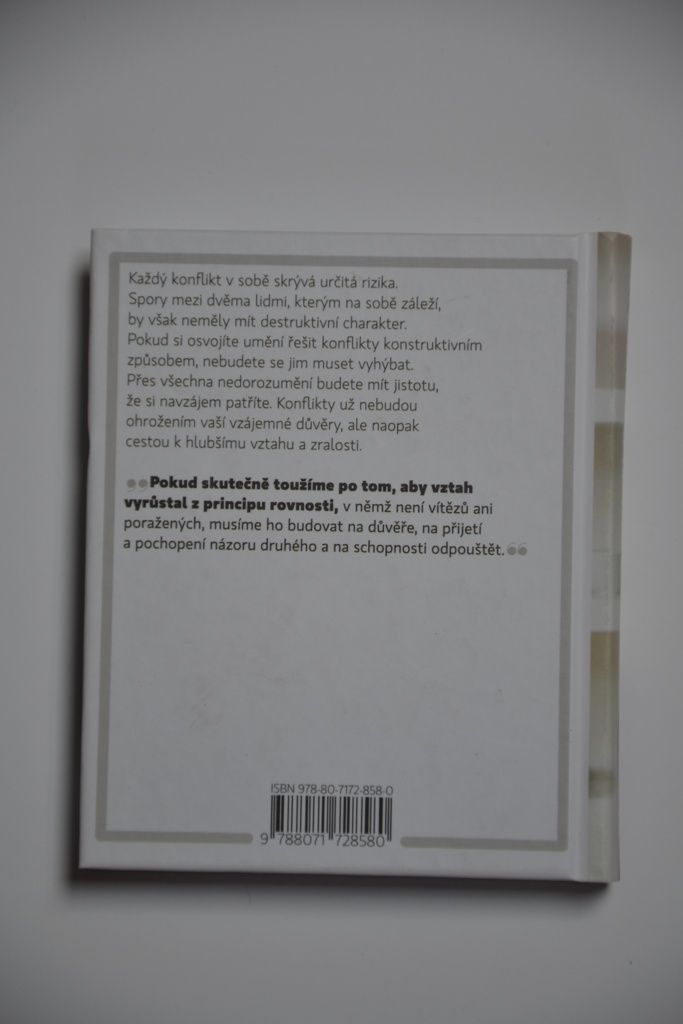 Každý konflikt v sobě skrývá určitá rizika.
Spory mezi dvěma lidmi, kterým na sobě záleží,
by však neměly mít destruktivní charakter.
Pokud si osvojíte umění řešit konflikty konstruktivním
způsobem, nebudete se jim muset vyhýbat.
Přes všechna nedorozumění budete mít jistotu,
že si navzájem patříte. Konflikty už nebudou
ohrožením vaší vzájemné důvěry, ale naopak
cestou k hlubšímu vztahu a zralosti.
❝Pokud skutečně toužíme po tom, aby vztah
vyrůstal z principu rovnosti, v němž není vítězů ani
poražených, musíme ho budovat na důvěře, na přijetí
a pochopení názoru druhého a na schopnosti odpouštět.❝
ISBN 978-80-7172-858-0
9 788071 728580